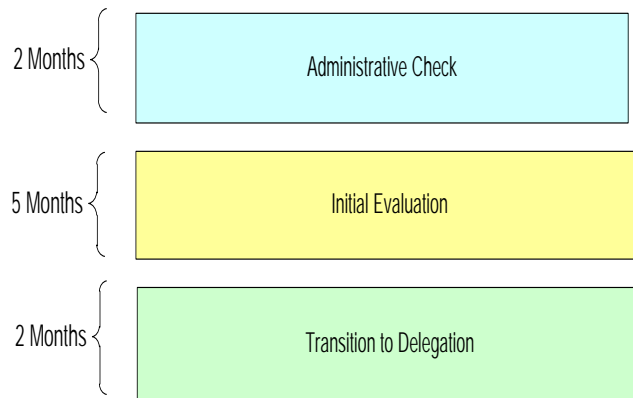 2 Months
Administrative Check
5 Months
Initial Evaluation
2 Months
Transition to Delegation